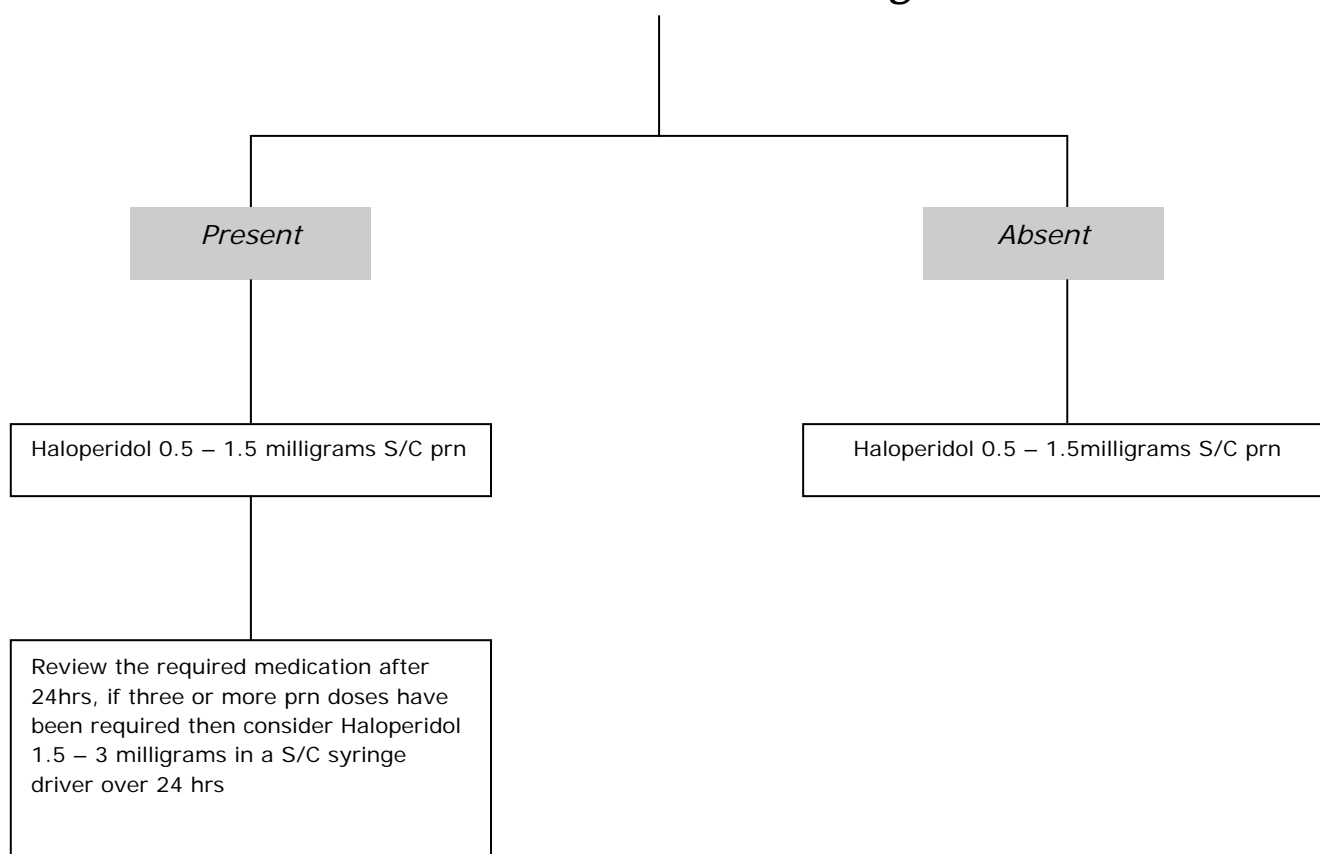 Present
Absent
Haloperidol 0.5 – 1.5 milligrams S/C prn
Haloperidol 0.5 – 1.5milligrams S/C prn
Review the required medication after
24hrs, if three or more prn doses have
been required then consider Haloperidol
1.5 – 3 milligrams in a S/C syringe
driver over 24 hrs